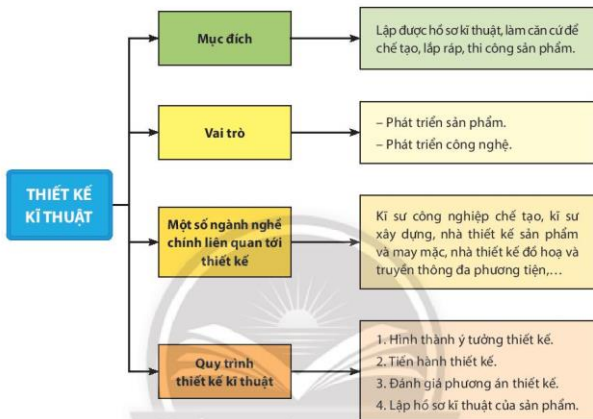 THIẾT KẾ
KĨ THUẬT
Mục đích
Lập được hồ sơ kĩ thuật, làm căn cứ để
chế tạo, lắp ráp, thi công sản phẩm.
Vai trò
– Phát triển sản phẩm.
– Phát triển công nghệ.
Một số ngành nghề
chính liên quan tới
thiết kế
Kĩ sư công nghiệp chế tạo, kĩ sư
xây dựng, nhà thiết kế sản phẩm
và may mặc, nhà thiết kế đồ hoạ và
truyền thông đa phương tiện,…
Quy trình
thiết kế kĩ thuật
1. Hình thành ý tưởng thiết kế.
2. Tiến hành thiết kế.
3. Đánh giá phương án thiết kế.
4. Lập hồ sơ kĩ thuật của sản phẩm.